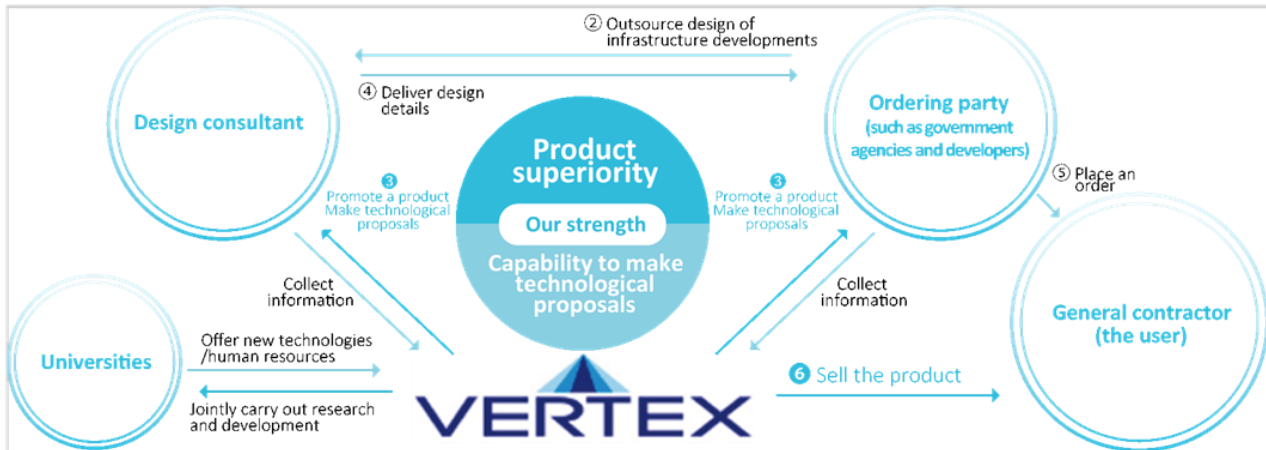 ② Outsource design of
infrastructure developments
④ Deliver design
details
Design consultant
Ordering party
(such as government
agencies and developers)
Product
superiority
Our strength
Capability to make
technological
proposals
❸
Promote a product
Make technological
proposals
❸
Promote a product
Make technological
proposals
⑤ Place an
order
Collect
information
Collect
information
General contractor
(the user)
Universities
Offer new technologies
/human resources
Jointly carry out research
and development
VERTEX
❻ Sell the product